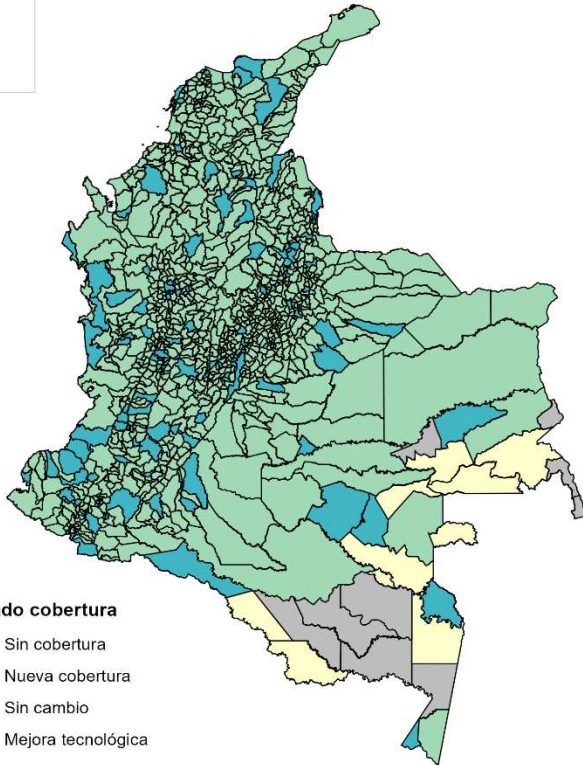 do cobertura
Sin cobertura
Nueva cobertura
Sin cambio
Mejora tecnológica